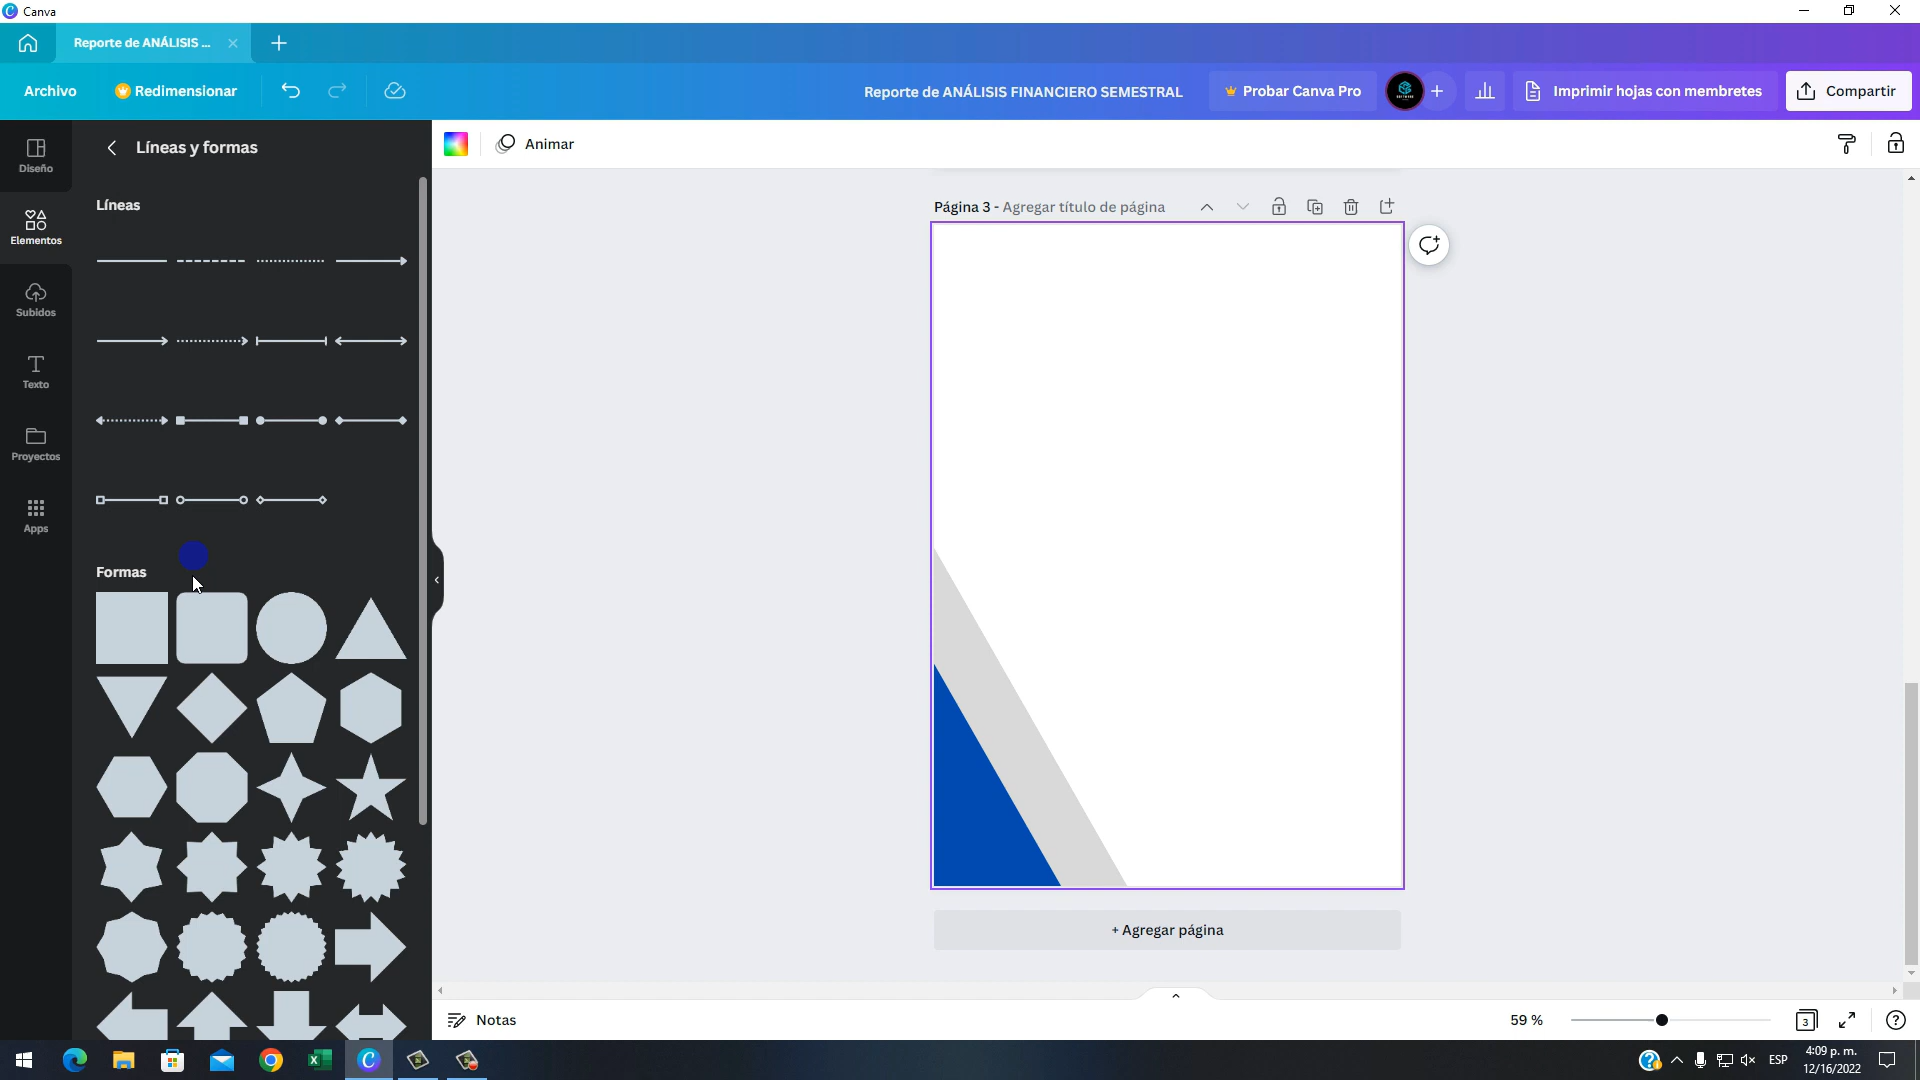 Canva
Reporte de ANÁLISIS ...
Archivo
Redimensionar
Reporte de ANÁLISIS FINANCIERO SEMESTRAL
Probar Canva Pro
Imprimir hojas con membretes
Compartir
Diseño
Elementos
Subidos
Texto
Proyectos
Apps
Líneas y formas
Líneas
Formas
Animar
Página 3 - Agregar título de página
+ Agregar página
Notas
59 %
3
ESP
4:09 p. m.
12/16/2022